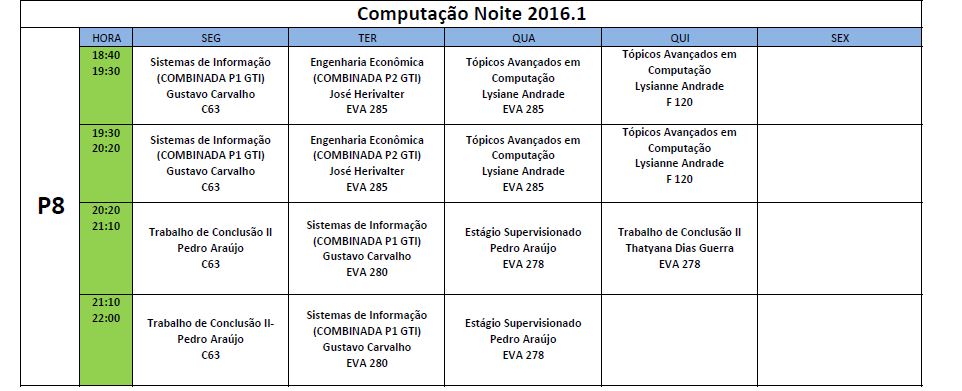 Computação Noite 2016.1
HORA SEG TER QUA QUI SEX
P8
18:40
19:30
Sistemas de Informação
(COMBINADA P1 GTI)
Gustavo Carvalho
C63
Engenharia Econômica
(COMBINADA P2 GTI)
José Herivalter
EVA 285
Tópicos Avançados em
Computação
Lysiane Andrade
EVA 285
Tópicos Avançados em
Computação
Lysianne Andrade
F 120
19:30
20:20
Sistemas de Informação
(COMBINADA P1 GTI)
Gustavo Carvalho
C63
Engenharia Econômica
(COMBINADA P2 GTI)
José Herivalter
EVA 285
Tópicos Avançados em
Computação
Lysiane Andrade
EVA 285
Tópicos Avançados em
Computação
Lysianne Andrade
F 120
20:20
21:10
Trabalho de Conclusão II
Pedro Araújo
C63
Sistemas de Informação
(COMBINADA P1 GTI)
Gustavo Carvalho
EVA 280
Estágio Supervisionado
Pedro Araújo
EVA 278
Trabalho de Conclusão II
Thatyana Dias Guerra
EVA 278
21:10
22:00
Trabalho de Conclusão II-
Pedro Araújo
C63
Sistemas de Informação
(COMBINADA P1 GTI)
Gustavo Carvalho
EVA 280
Estágio Supervisionado
Pedro Araújo
EVA 278